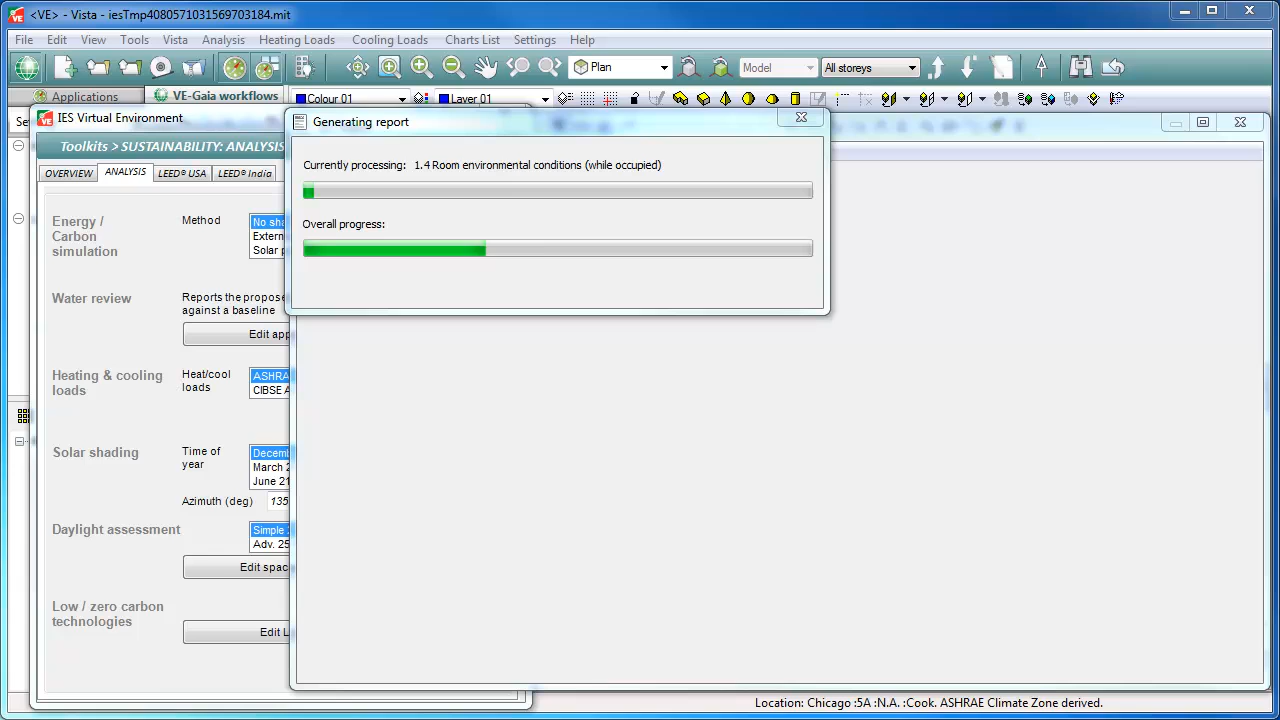 <VE> - Vista - iesTmp4080571031569703184.mit
File Edit View Tools Vista Analysis Heating Loads Cooling Loads Charts List Settings Help
Plan
Model
All storeys
Applications
VE-Gaia workflows
Colour 01
Layer 01
IES Virtual Environment
Toolkits > SUSTAINABILITY: ANALYSIS
OVERVIEW ANALYSIS LEED® USA LEED® India
Generating report
Currently processing: 1.4 Room environmental conditions (while occupied)
Overall progress:
Energy /
Carbon
simulation
Method
No sha
Extern
Solar p
Water review
Reports the propose
against a baseline
Edit app
Heating & cooling
loads
Heat/cool
loads
ASHRA
CIBSE A
Solar shading
Time of
year
Decemb
March 2
June 21
Azimuth (deg) 135
Daylight assessment
Simple
Adv. 25
Edit spac
Low / zero carbon
technologies
Edit L
Location: Chicago :5A :N.A. :Cook. ASHRAE Climate Zone derived.